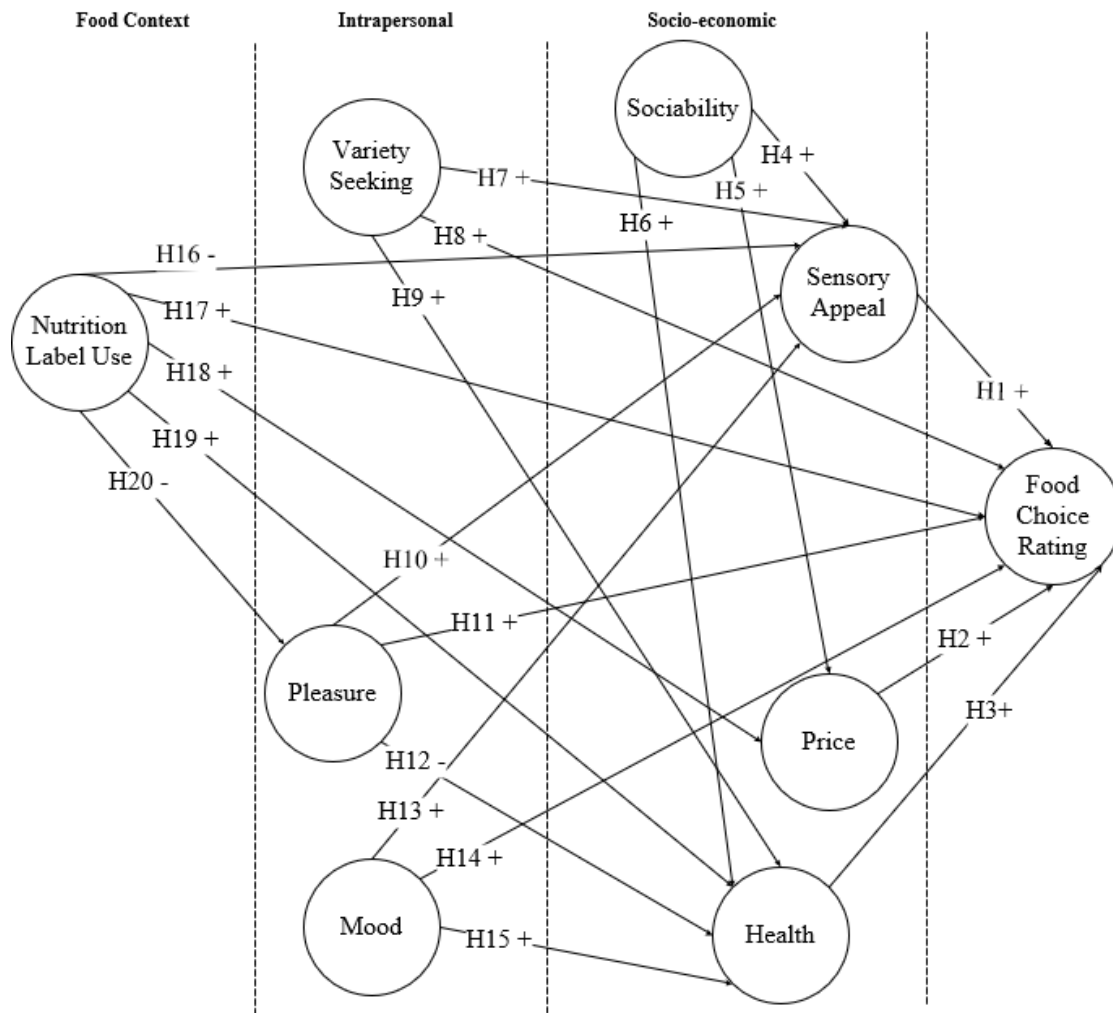 Food Context
Intrapersonal
Socio-economic
Sociability
Variety
Seeking
H4 +
H7 +
H5 +
H6 +
H8 +
H16 -
Sensory
Appeal
H9 +
H17 +
Nutrition
Label Use
H18 +
H1 +
H19 +
H20 -
Food
Choice
Rating
H10 +
H11 +
H2 +
Pleasure
H3+
Price
H12 -
H13 +
H14 +
Mood
H15 +
Health